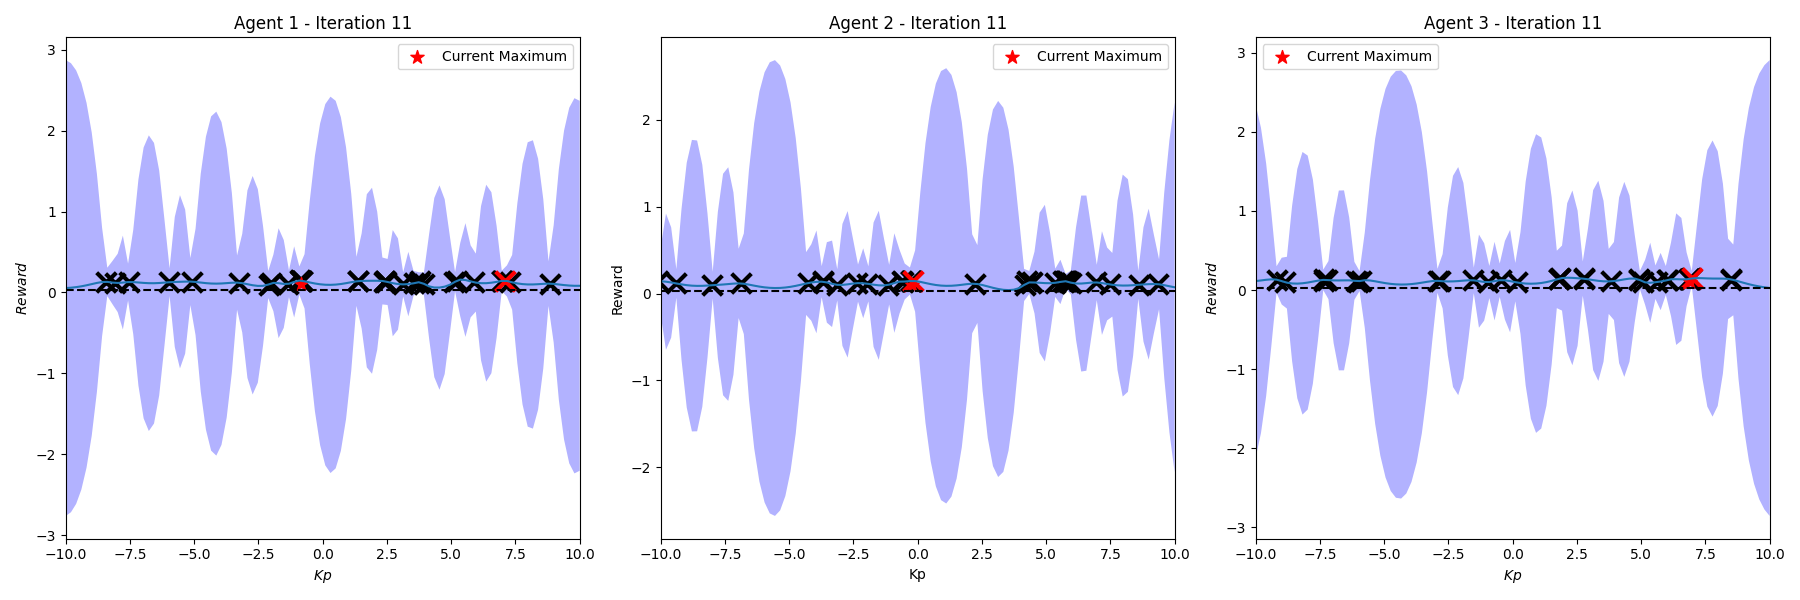 Agent 1 - Iteration 11
Current Maximum
Reward
3
2
1
0
−1
−2
−3
−10.0 −7.5 −5.0 −2.5 0.0 2.5 5.0 7.5 10.0
Kp
Agent 2 - Iteration 11
Current Maximum
Reward
2
1
0
−1
−2
−10.0 −7.5 −5.0 −2.5 0.0 2.5 5.0 7.5 10.0
Kp
Agent 3 - Iteration 11
Current Maximum
Reward
3
2
1
0
−1
−2
−3
−10.0 −7.5 −5.0 −2.5 0.0 2.5 5.0 7.5 10.0
Kp